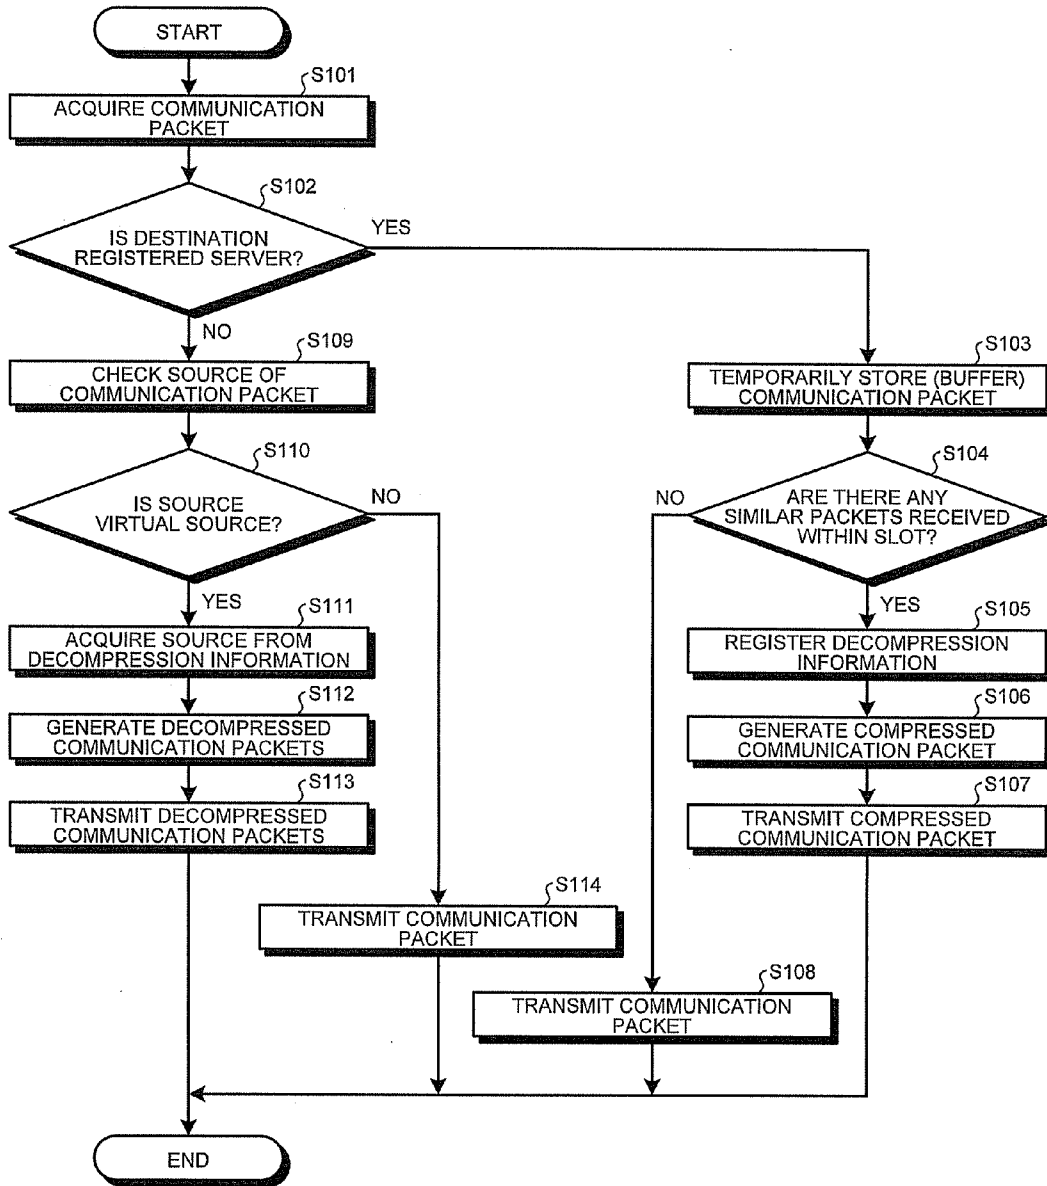 START
S101
ACQUIRE COMMUNICATION
PACKET
S102
IS DESTINATION
REGISTERED SERVER?
YES
NO
S109
CHECK SOURCE OF
COMMUNICATION PACKET
S103
TEMPORARILY STORE (BUFFER)
COMMUNICATION PACKET
S110
IS SOURCE
VIRTUAL SOURCE?
NO
YES
S104
ARE THERE ANY
SIMILAR PACKETS RECEIVED
WITHIN SLOT?
NO
YES
S111
ACQUIRE SOURCE FROM
DECOMPRESSION INFORMATION
S105
REGISTER DECOMPRESSION
INFORMATION
S112
GENERATE DECOMPRESSED
COMMUNICATION PACKETS
S106
GENERATE COMPRESSED
COMMUNICATION PACKET
S113
TRANSMIT DECOMPRESSED
COMMUNICATION PACKETS
S107
TRANSMIT COMPRESSED
COMMUNICATION PACKET
S114
TRANSMIT COMMUNICATION
PACKET
S108
TRANSMIT COMMUNICATION
PACKET
END